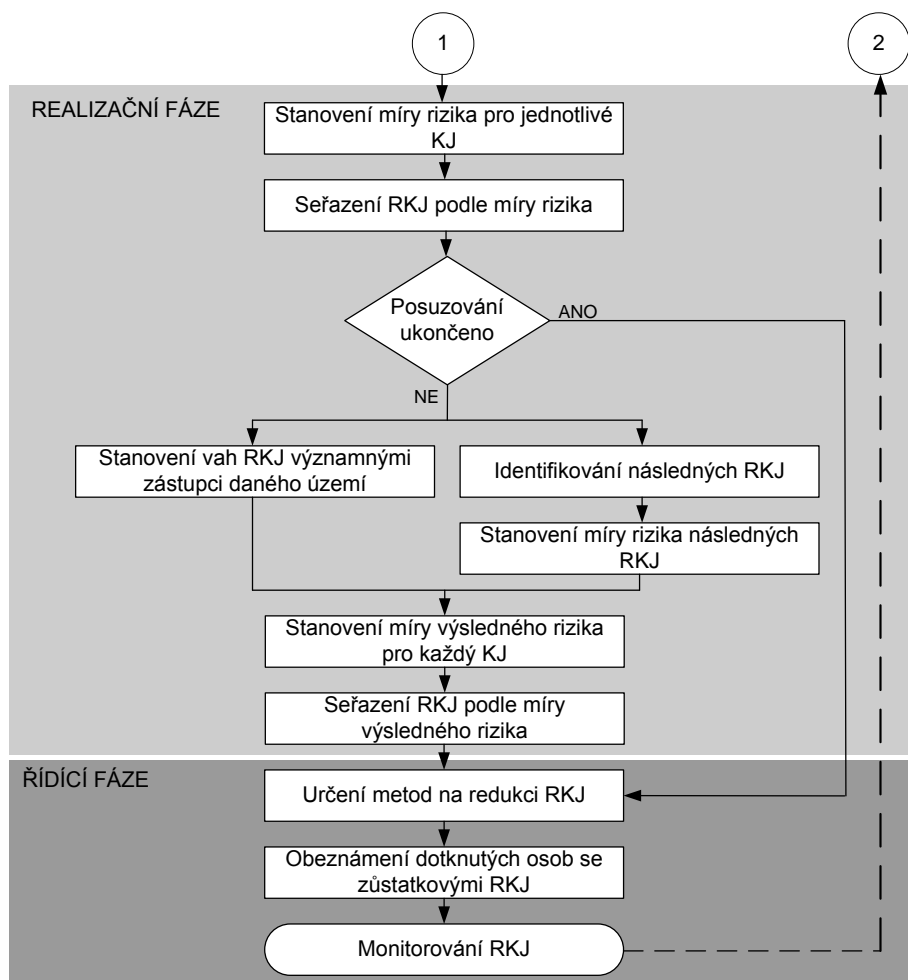 1
2
REALIZAČNÍ FÁZE
Stanovení míry rizika pro jednotlivé
KJ
Seřazení RKJ podle míry rizika
Posuzování
ukončeno
ANO
NE
Stanovení vah RKJ významnými
zástupci daného území
Identifikování následných RKJ
Stanovení míry rizika následných
RKJ
Stanovení míry výsledného rizika
pro každý KJ
Seřazení RKJ podle míry
výsledného rizika
ŘÍDÍCÍ FÁZE
Určení metod na redukci RKJ
Obeznámení dotknutých osob se
zůstatkovými RKJ
Monitorování RKJ